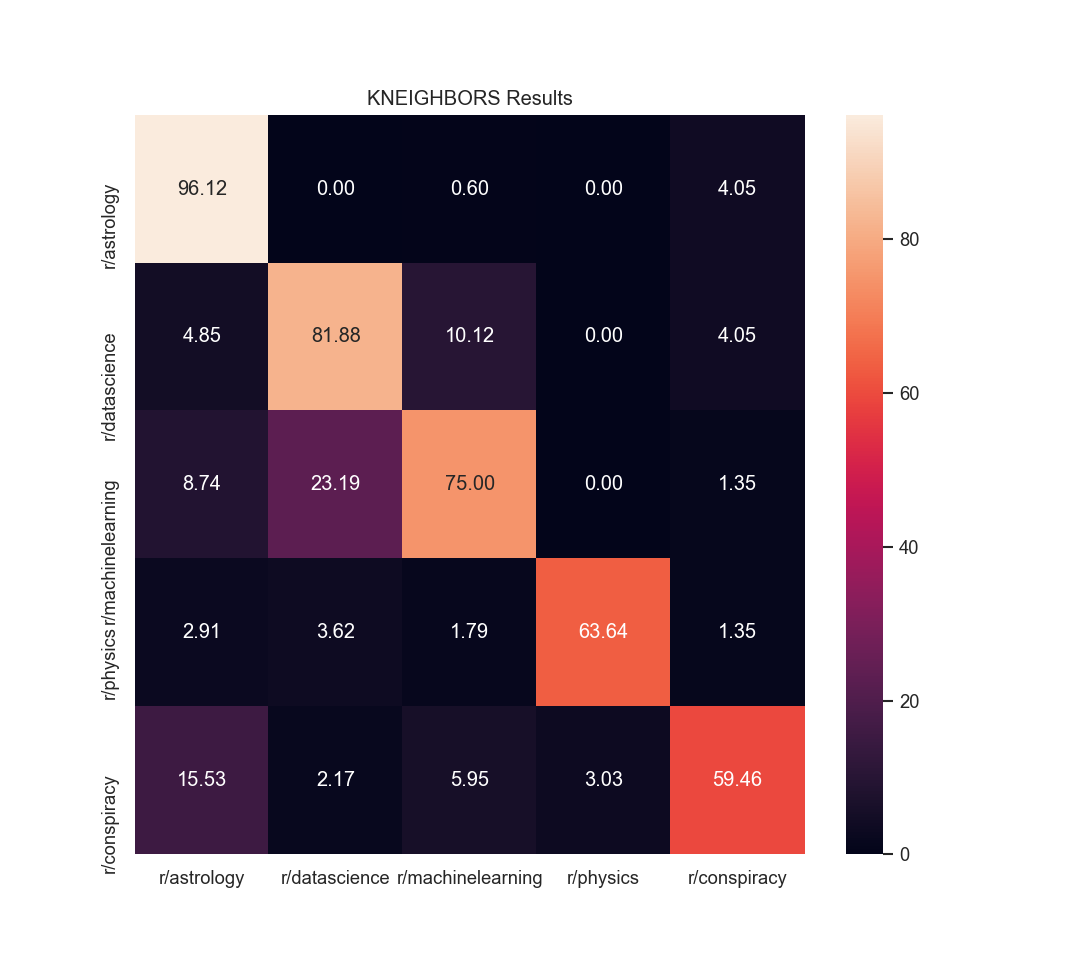 KNEIGHBORS Results
r/astrology
96.12 0.00 0.60 0.00 4.05
r/datascience
4.85 81.88 10.12 0.00 4.05
r/machinelearning
8.74 23.19 75.00 0.00 1.35
r/physics
2.91 3.62 1.79 63.64 1.35
r/conspiracy
15.53 2.17 5.95 3.03 59.46
r/astrology r/datascience r/machinelearning r/physics r/conspiracy
80
60
40
20
0